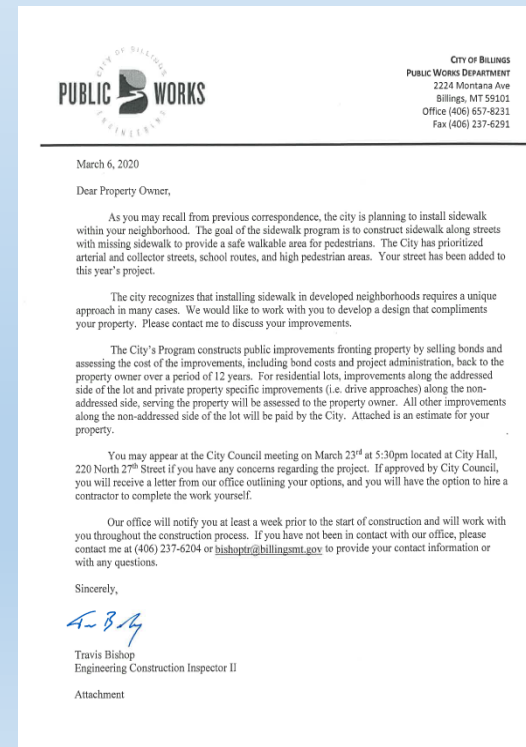 CITY OF BILLINGS
PUBLIC WORKS
ENGINEERING
CITY OF BILLINGS
PUBLIC WORKS DEPARTMENT
2224 Montana Ave
Billings, MT 59101
Office (406) 657-8231
Fax (406) 237-6291
March 6, 2020
Dear Property Owner,
As you may recall from previous correspondence, the city is planning to install sidewalk
within your neighborhood. The goal of the sidewalk program is to construct sidewalk along streets
with missing sidewalk to provide a safe walkable area for pedestrians. The City has prioritized
arterial and collector streets, school routes, and high pedestrian areas. Your street has been added to
this year's project.
The city recognizes that installing sidewalk in developed neighborhoods requires a unique
approach in many cases. We would like to work with you to develop a design that compliments
your property. Please contact me to discuss your improvements.
The City's Program constructs public improvements fronting property by selling bonds and
assessing the cost of the improvements, including bond costs and project administration, back to the
property owner over a period of 12 years. For residential lots, improvements along the addressed
side of the lot and private property specific improvements (i.e. drive approaches) along the non-
addressed side, serving the property will be assessed to the property owner. All other improvements
along the non-addressed side of the lot will be paid by the City. Attached is an estimate for your
property.
You may appear at the City Council meeting on March 23rd at 5:30pm located at City Hall,
220 North 27th Street if you have any concerns regarding the project. If approved by City Council,
you will receive a letter from our office outlining your options, and you will have the option to hire a
contractor to complete the work yourself.
Our office will notify you at least a week prior to the start of construction and will work with
you throughout the construction process. If you have not been in contact with our office, please
contact me at (406) 237-6204 or bishoptr@billingsmt.gov to provide your contact information or
with any questions.
Sincerely,
Travis Bishop
Engineering Construction Inspector II
Attachment